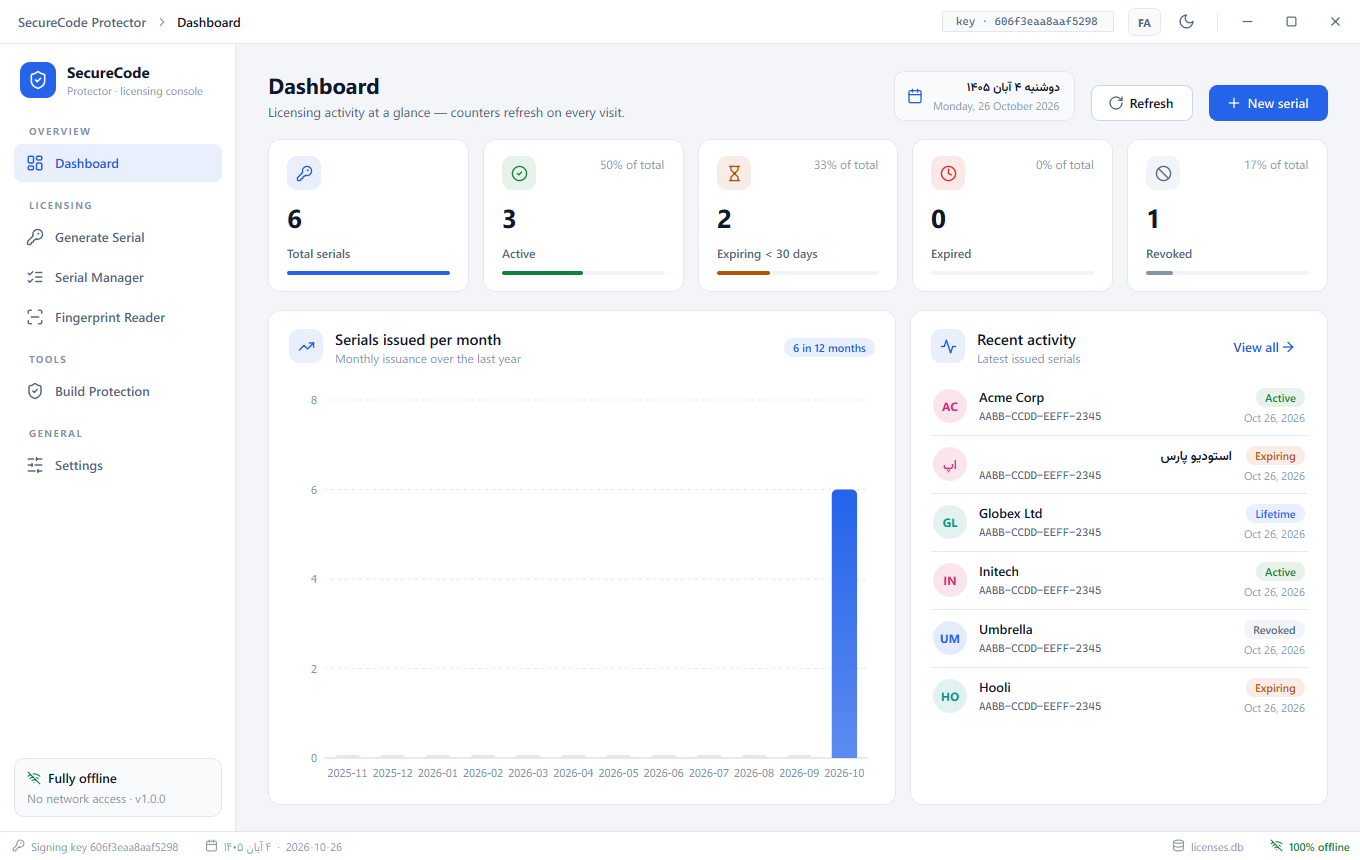 SecureCode Protector > Dashboard
key · 606f3eaa8aaf5298
FA
SecureCode
Protector · licensing console
OVERVIEW
Dashboard
LICENSING
Generate Serial
Serial Manager
Fingerprint Reader
TOOLS
Build Protection
GENERAL
Settings
Fully offline
No network access · v1.0.0
Dashboard
Licensing activity at a glance — counters refresh on every visit.
دوشنبه ۴ آبان ۱۴۰۵
Monday, 26 October 2026
Refresh
New serial
6
Total serials
50% of total
3
Active
33% of total
2
Expiring < 30 days
0% of total
0
Expired
17% of total
1
Revoked
Serials issued per month
Monthly issuance over the last year
6 in 12 months
8
6
4
2
0
2025-11 2025-12 2026-01 2026-02 2026-03 2026-04 2026-05 2026-06 2026-07 2026-08 2026-09 2026-10
Recent activity
Latest issued serials
View all
AC
Acme Corp
Active
AABB-CCDD-EEFF-2345
Oct 26, 2026
اپ
استودیو پارس
Expiring
AABB-CCDD-EEFF-2345
Oct 26, 2026
GL
Globex Ltd
Lifetime
AABB-CCDD-EEFF-2345
Oct 26, 2026
IN
Initech
Active
AABB-CCDD-EEFF-2345
Oct 26, 2026
UM
Umbrella
Revoked
AABB-CCDD-EEFF-2345
Oct 26, 2026
HO
Hooli
Expiring
AABB-CCDD-EEFF-2345
Oct 26, 2026
Signing key 606f3eaa8aaf5298
۴ آبان ۱۴۰۵ · 2026-10-26
licenses.db
100% offline